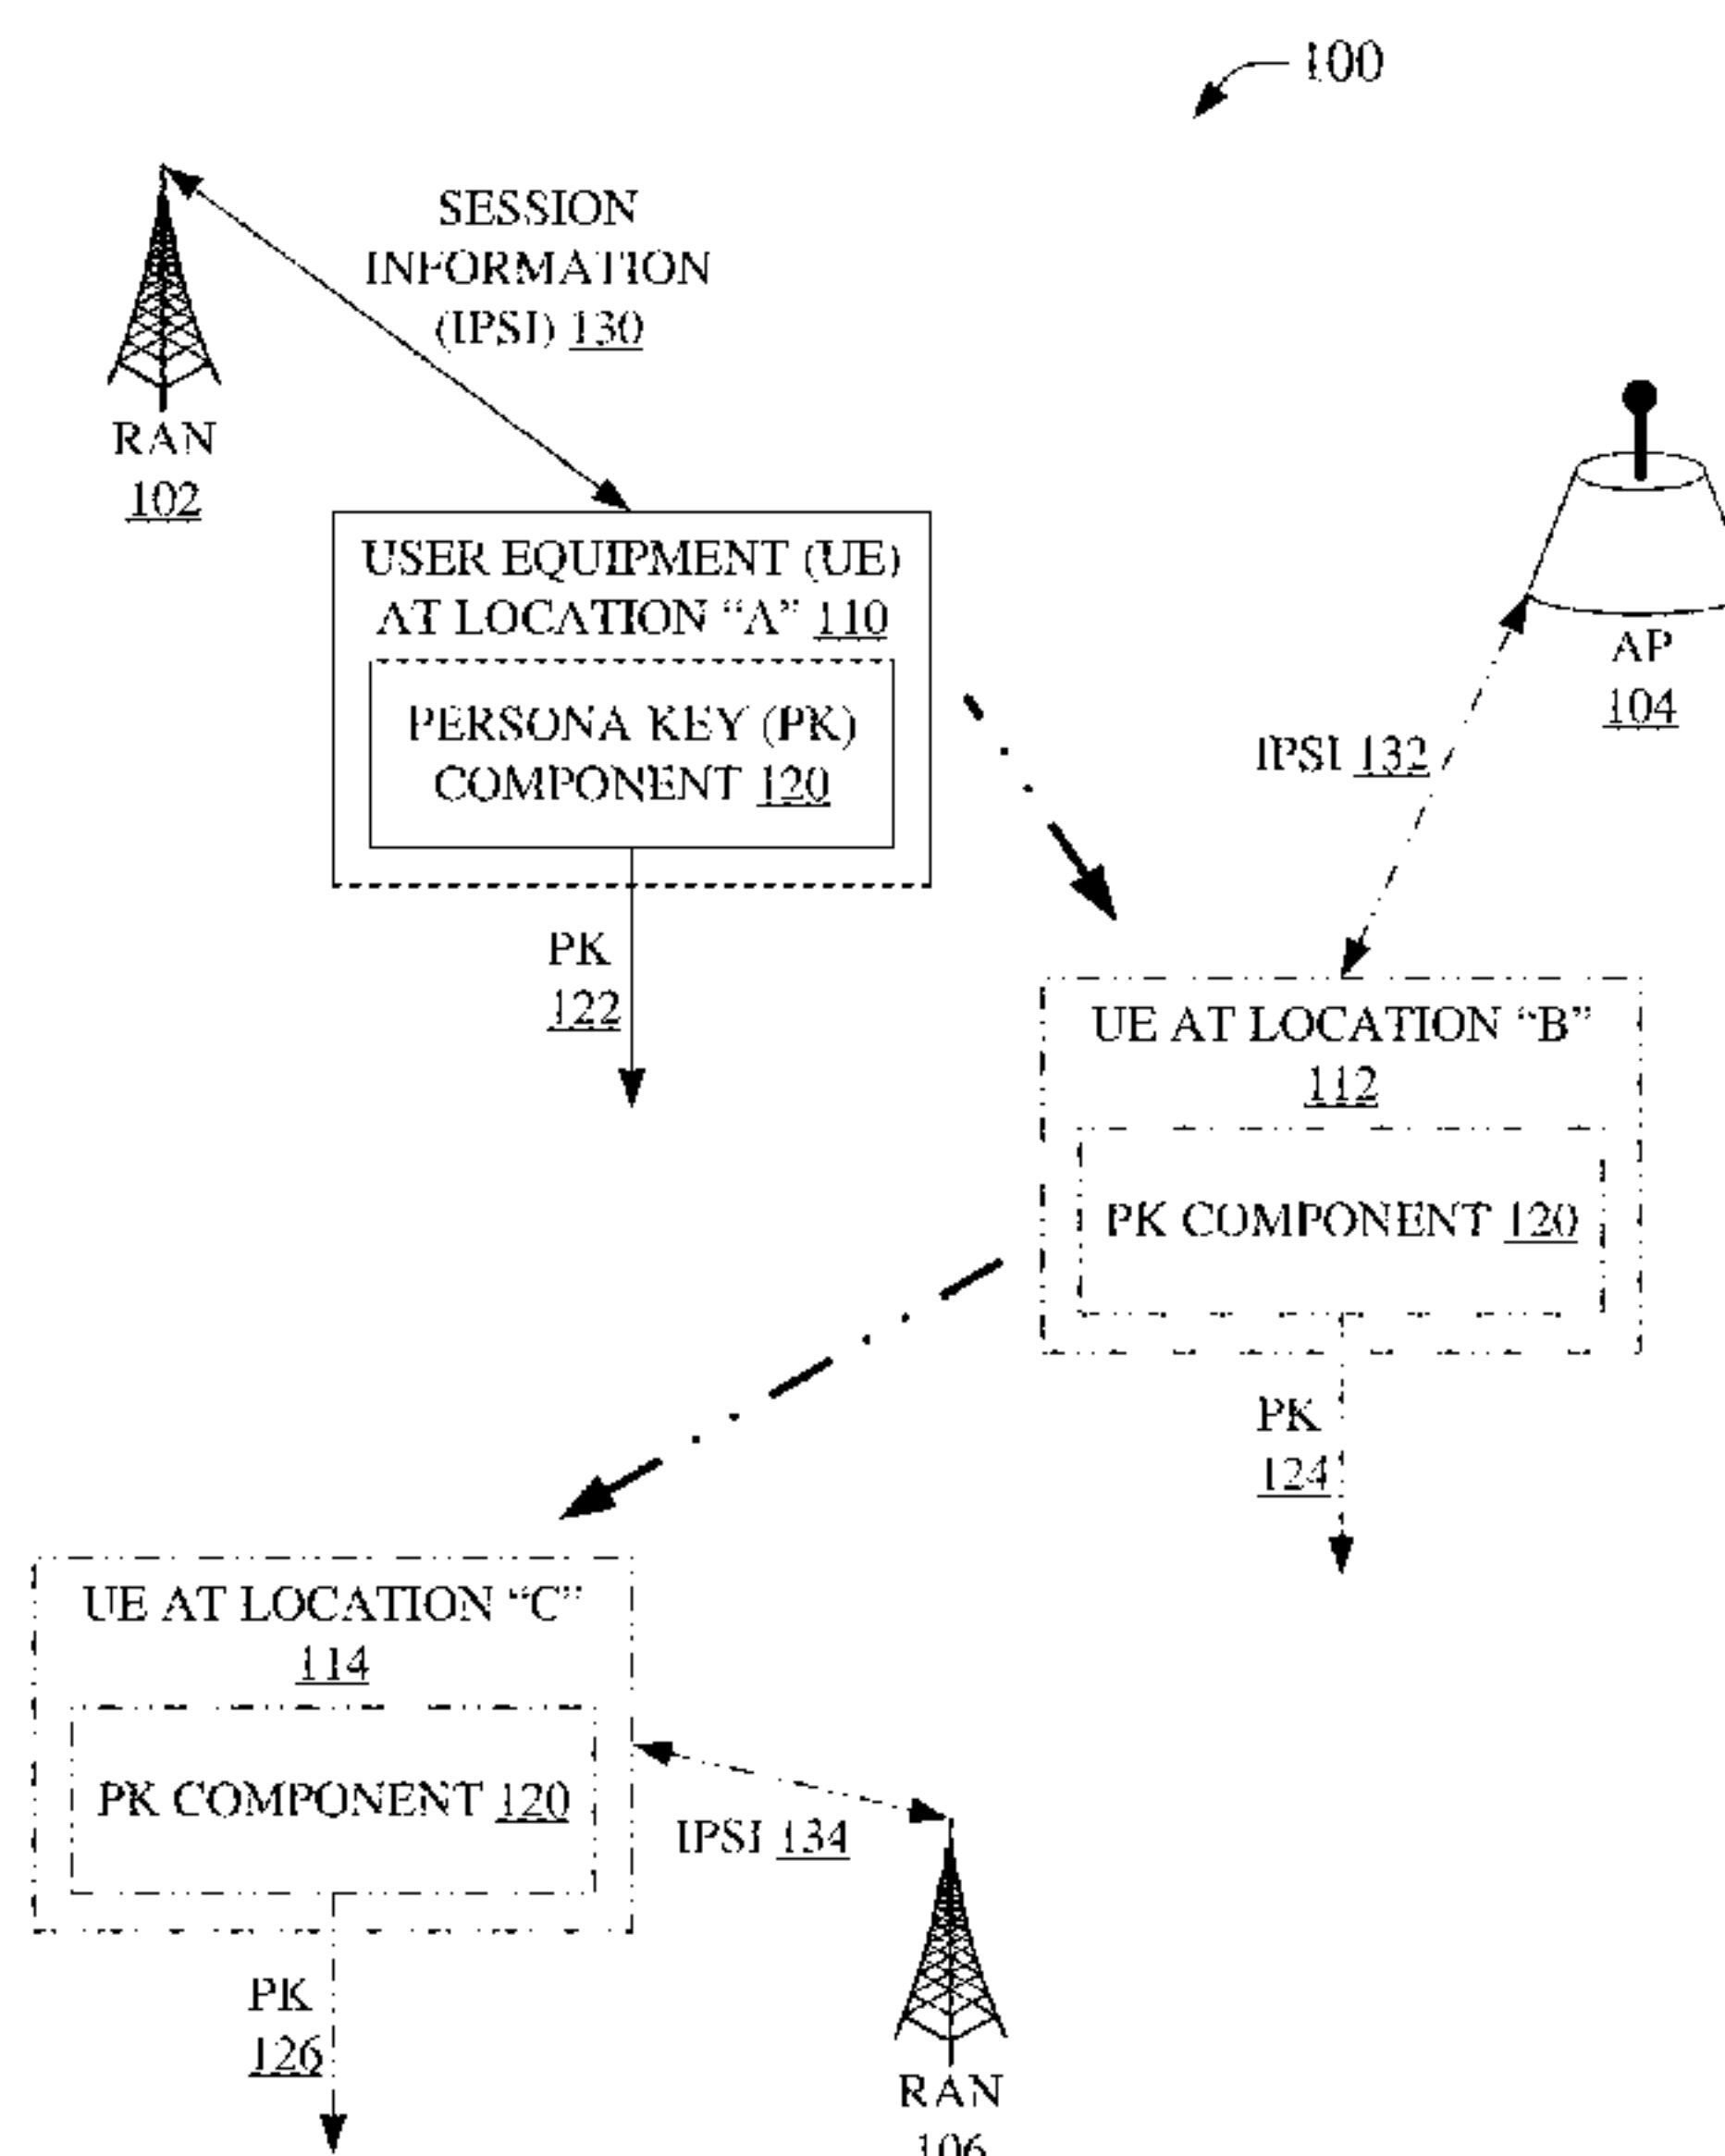 100
SESSION
INFORMATION
(IPSI) 130
RAN
102
USER EQUIPMENT (UE)
AT LOCATION “A” 110
PERSONA KEY (PK)
COMPONENT 120
AP
104
IPSI 132
PK
122
UE AT LOCATION “B”
112
PK COMPONENT 120
PK
124
UE AT LOCATION “C”
114
PK COMPONENT 120
IPSI 134
PK
126
RAN
106